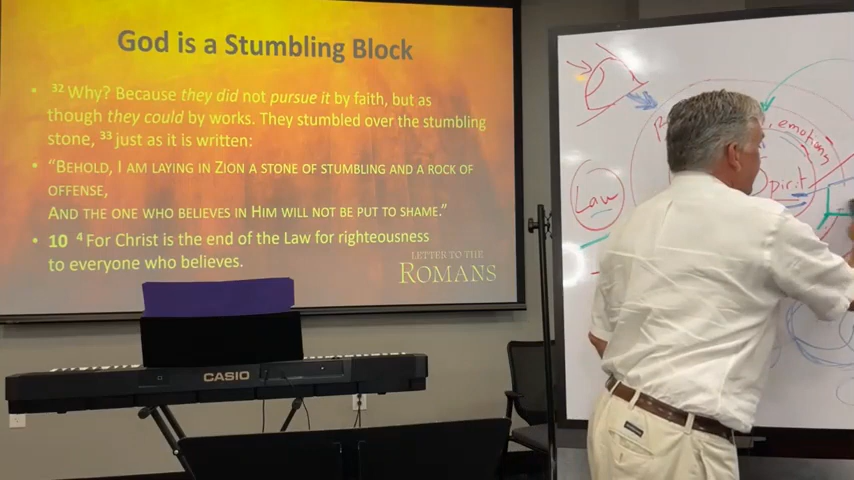 God is a Stumbling Block
• ³² Why? Because they did not pursue it by faith, but as
though they could by works. They stumbled over the stumbling
stone, ³³ just as it is written:
• “BEHOLD, I AM LAYING IN ZION A STONE OF STUMBLING AND A ROCK OF
OFFENSE,
AND THE ONE WHO BELIEVES IN HIM WILL NOT BE PUT TO SHAME.”
• 10 ⁴ For Christ is the end of the Law for righteousness
to everyone who believes.
LETTER TO THE
ROMANS
CASIO
Law
, emotions